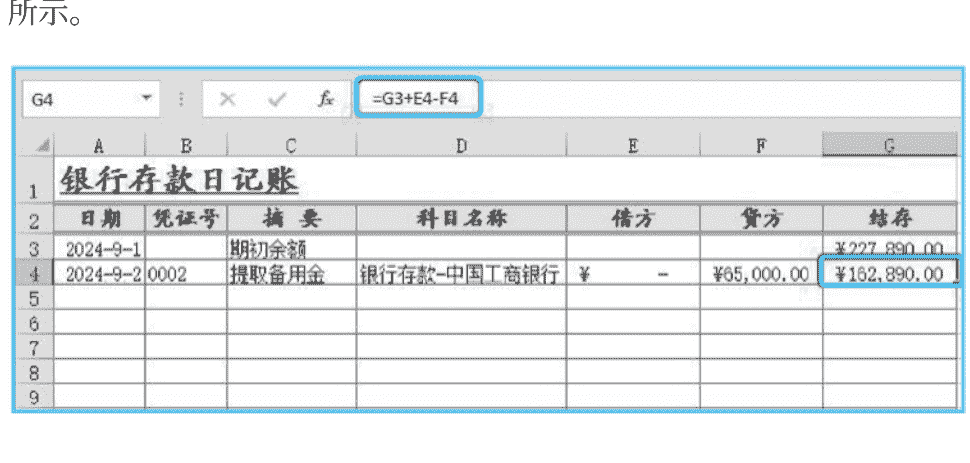 所示。
G4 fx =G3+E4-F4
A B C D E F G
1 银行存款日记账
2 日期 凭证号 摘 要 科目名称 借方 贷方 结存
3 2024-9-1 期初余额 ¥227,890.00
4 2024-9-2 0002 提取备用金 银行存款-中国工商银行 ¥ - ¥65,000.00 ¥162,890.00
5
6
7
8
9